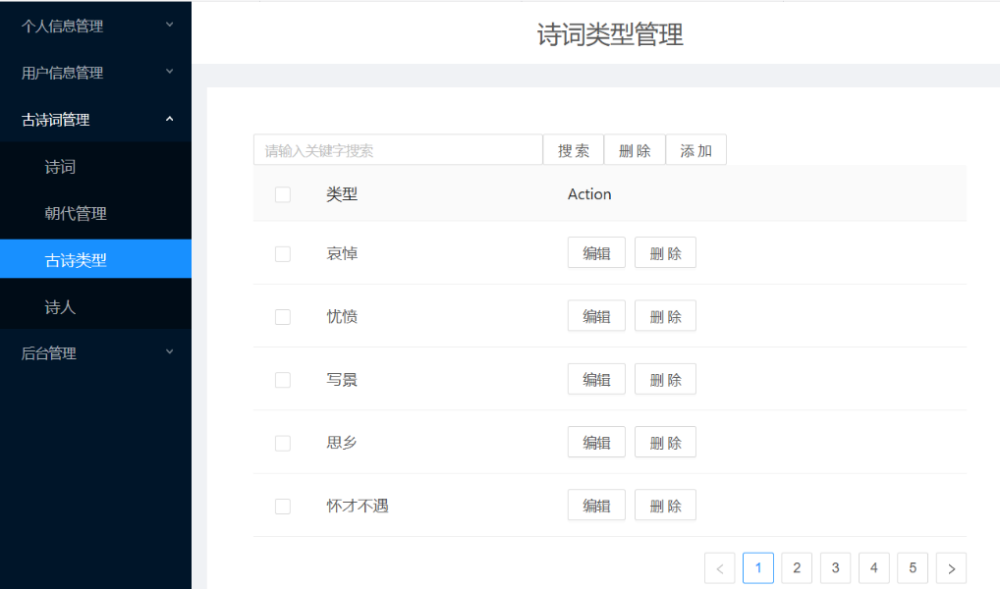 个人信息管理
用户信息管理
古诗词管理
诗词
朝代管理
古诗类型
诗人
后台管理
诗词类型管理
请输入关键字搜索 搜 索 删 除 添 加
类型 Action
哀悼 编辑 删 除
忧愤 编辑 删 除
写景 编辑 删 除
思乡 编辑 删 除
怀才不遇 编辑 删 除
< 1 2 3 4 5 >